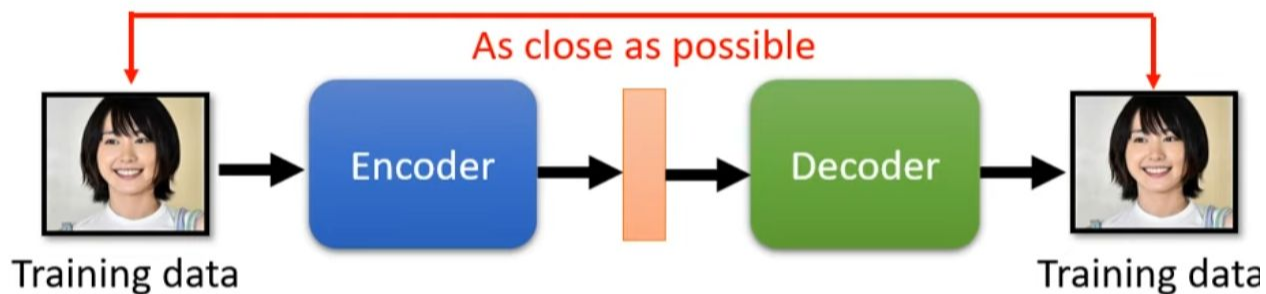 As close as possible
Encoder
Decoder
Training data
Training data